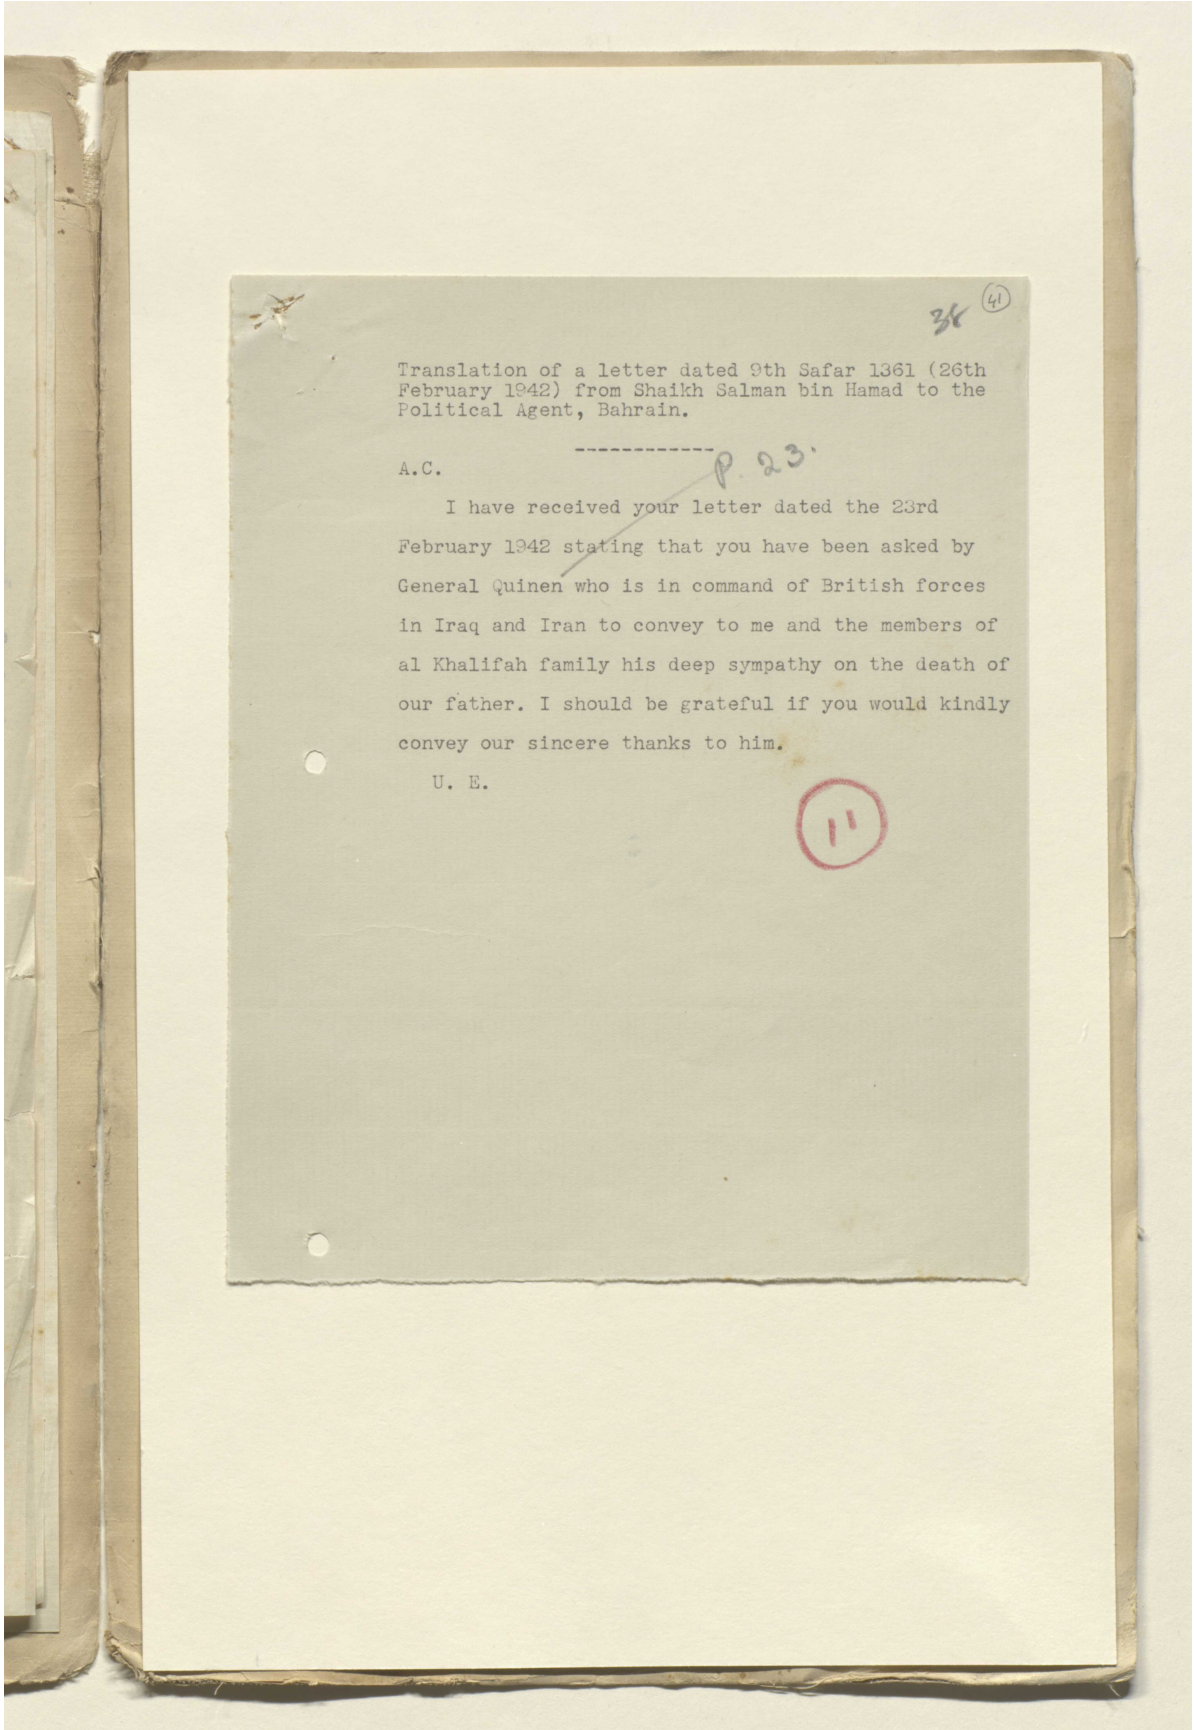 38 41
Translation of a letter dated 9th Safar 1361 (26th
February 1942) from Shaikh Salman bin Hamad to the
Political Agent, Bahrain.
------------
A.C.
P. 23.
I have received your letter dated the 23rd
February 1942 stating that you have been asked by
General Quinen who is in command of British forces
in Iraq and Iran to convey to me and the members of
al Khalifah family his deep sympathy on the death of
our father. I should be grateful if you would kindly
convey our sincere thanks to him.
U. E.
11